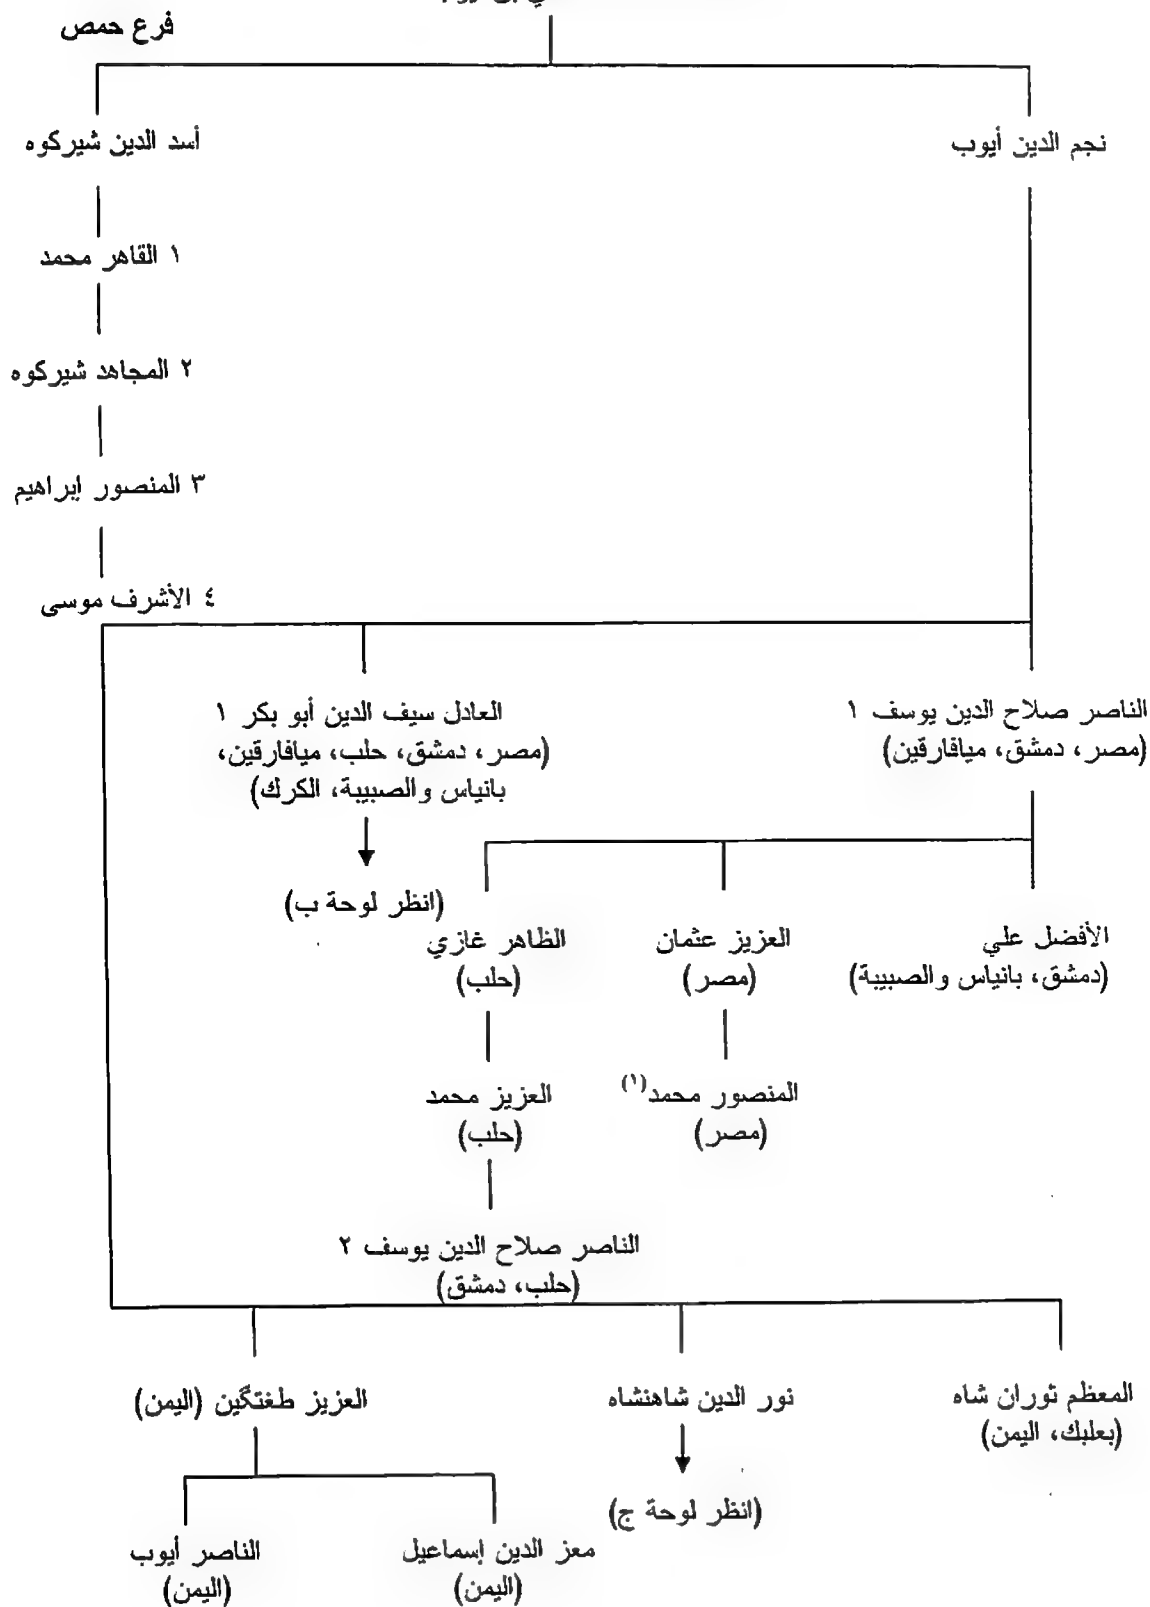 فرع حمص
نجم الدين أيوب
أسد الدين شيركوه
١ القاهر محمد
٢ المجاهد شيركوه
٣ المنصور إبراهيم
٤ الأشرف موسى
الناصر صلاح الدين يوسف ١
(مصر، دمشق، ميافارقين)
العادل سيف الدين أبو بكر ١
(مصر، دمشق، حلب، ميافارقين،
بانياس والصبيبة، الكرك)
(انظر لوحة ب)
الأفضل علي
(دمشق، بانياس والصبيبة)
العزيز عثمان
(مصر)
الظاهر غازي
(حلب)
المنصور محمد(١)
(مصر)
العزيز محمد
(حلب)
الناصر صلاح الدين يوسف ٢
(حلب، دمشق)
المعظم ثوران شاه
(بعلبك، اليمن)
نور الدين شاهنشاه
(انظر لوحة ج)
العزيز طغتگين (اليمن)
معز الدين إسماعيل
(اليمن)
الناصر أيوب
(اليمن)